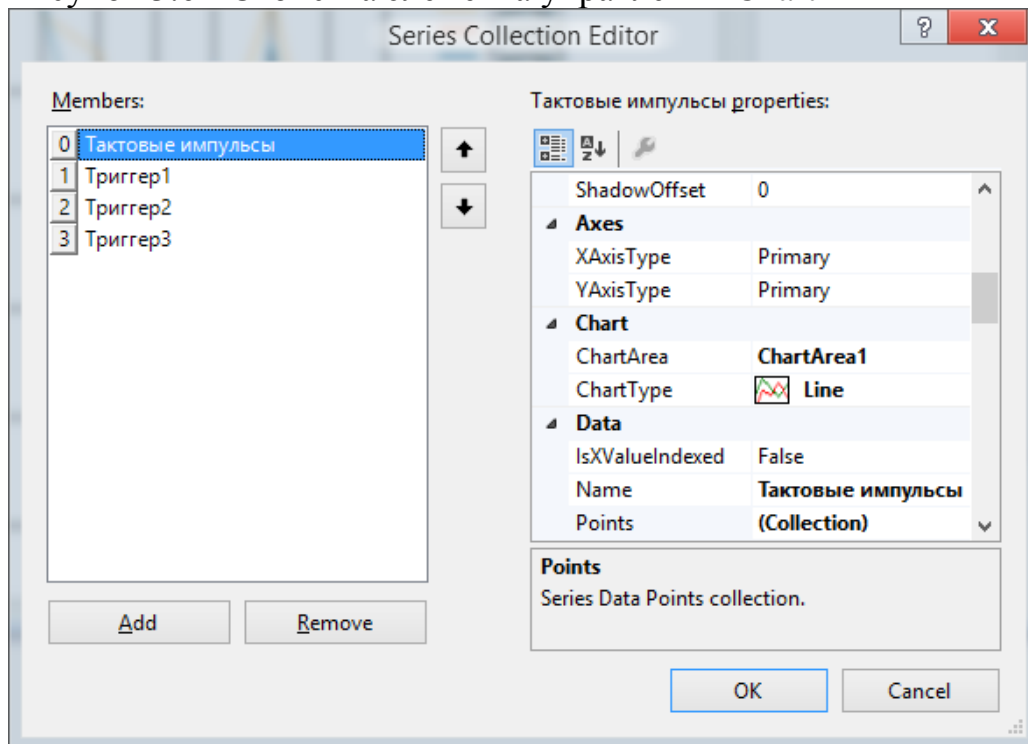 Series Collection Editor
Members:
0 Тактовые импульсы
1 Триггер1
2 Триггер2
3 Триггер3
Add
Remove
Тактовые импульсы properties:
ShadowOffset 0
Axes
XAxisType Primary
YAxisType Primary
Chart
ChartArea ChartArea1
ChartType Line
Data
IsXValueIndexed False
Name Тактовые импульсы
Points (Collection)
Points
Series Data Points collection.
OK
Cancel